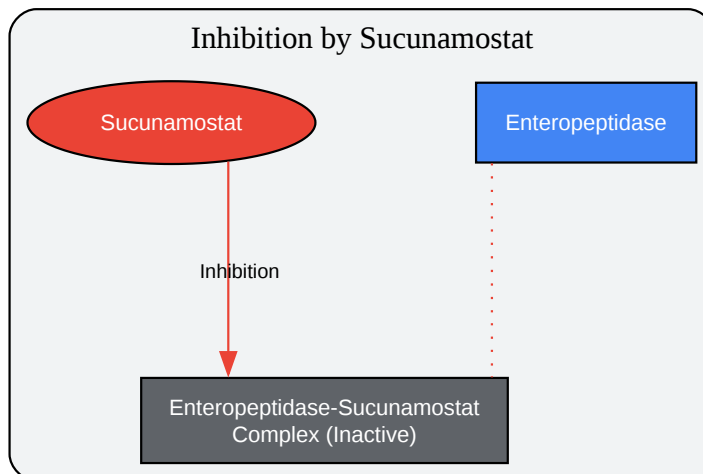 Inhibition by Sucunamostat
Sucunamostat
Enteropeptidase
Inhibition
Enteropeptidase-Sucunamostat
Complex (Inactive)